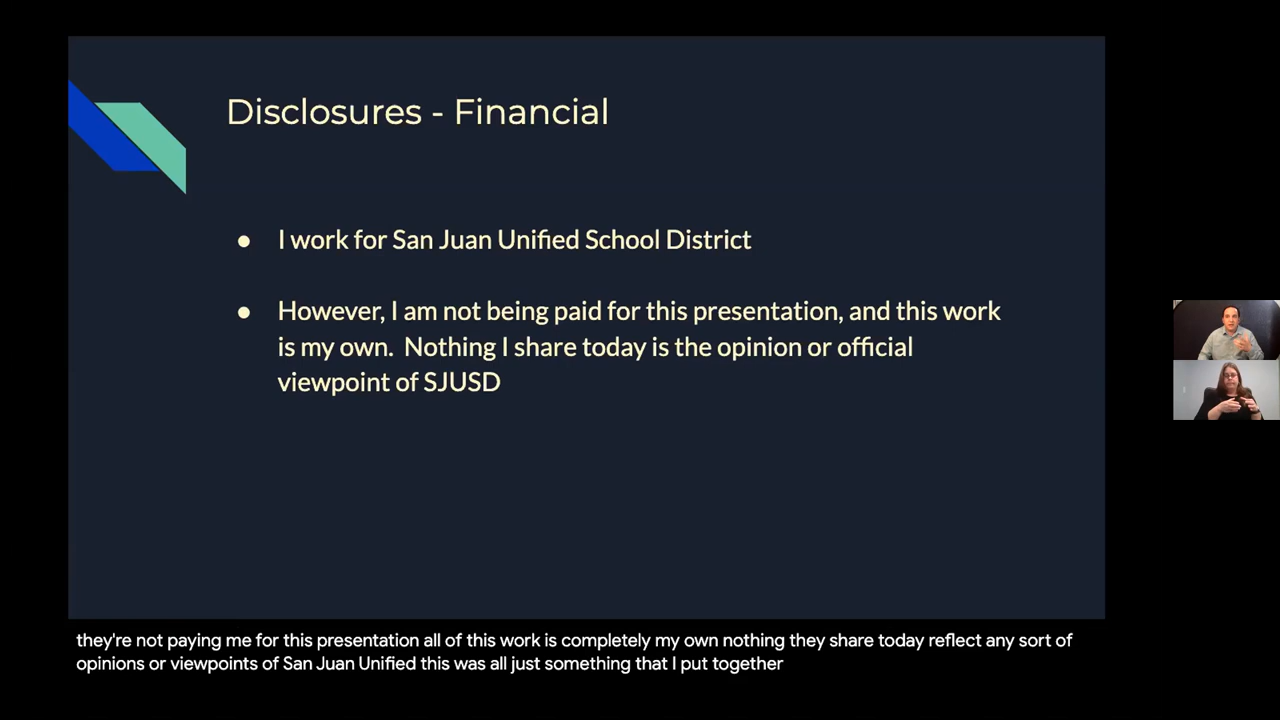 Disclosures - Financial
● I work for San Juan Unified School District
● However, I am not being paid for this presentation, and this work
is my own.  Nothing I share today is the opinion or official
viewpoint of SJUSD
they're not paying me for this presentation all of this work is completely my own nothing they share today reflect any sort of
opinions or viewpoints of San Juan Unified this was all just something that I put together